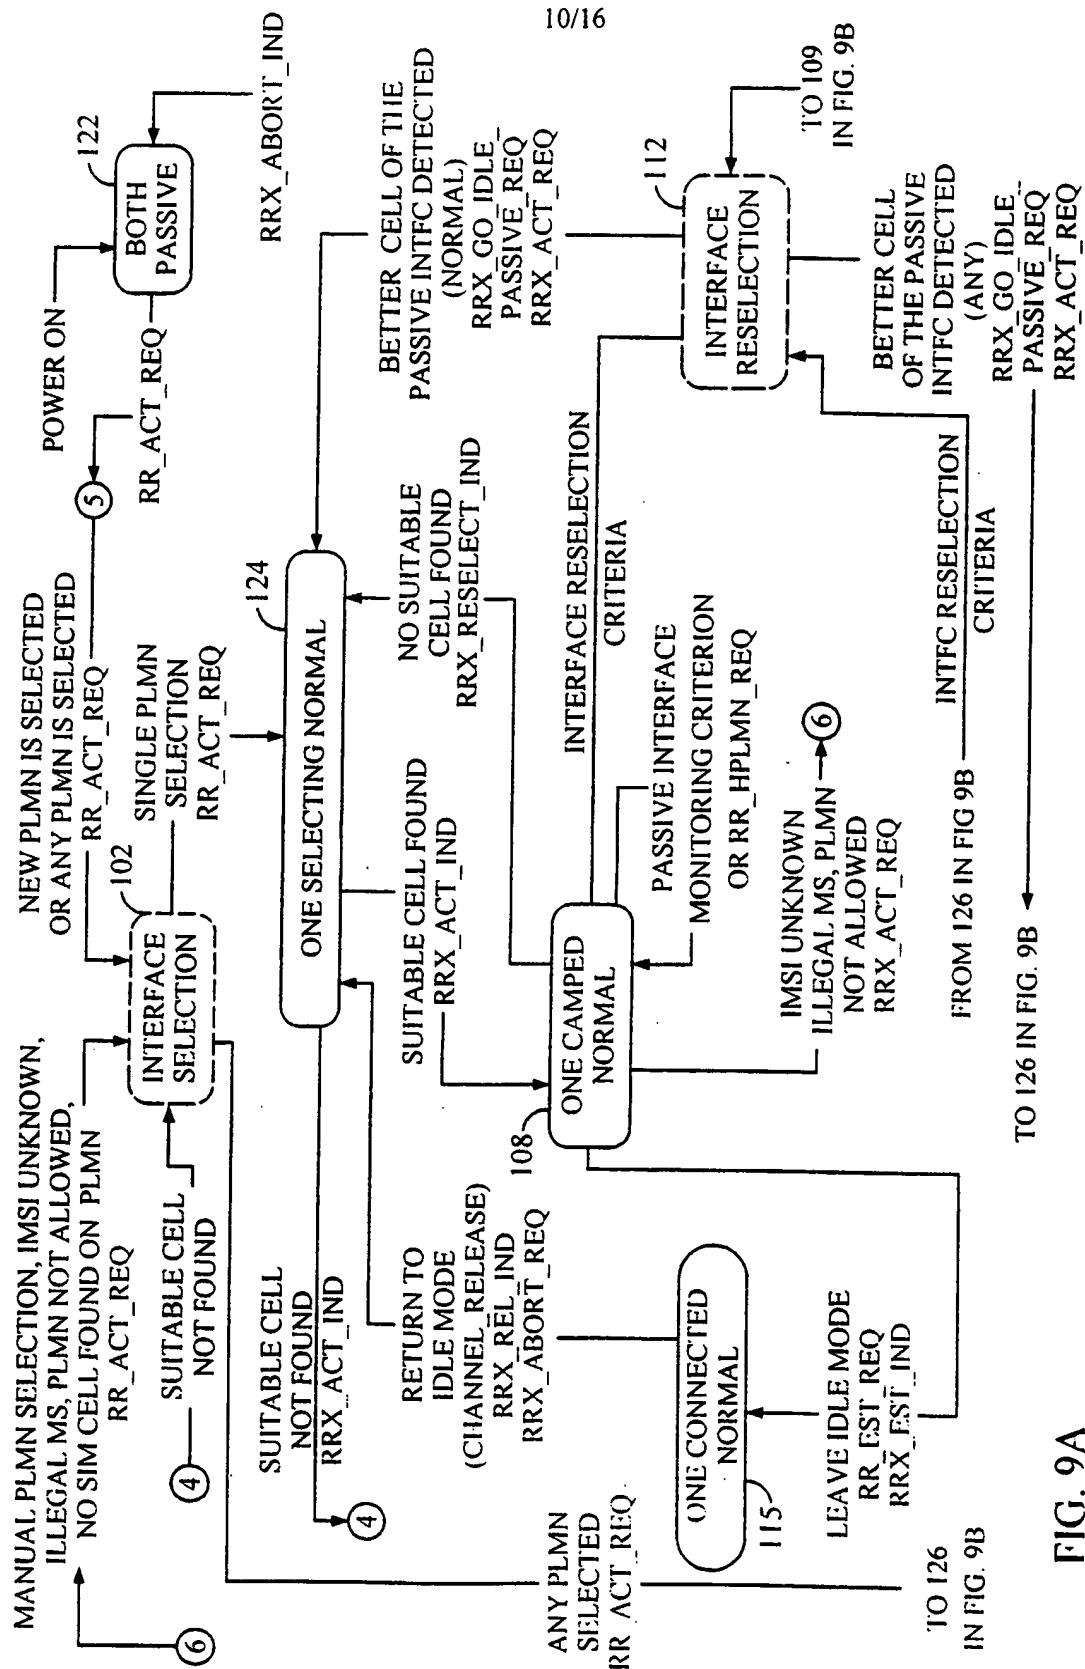 10/16
MANUAL PLMN SELECTION, IMSI UNKNOWN,
ILLEGAL MS, PLMN NOT ALLOWED,
NO SIM CELL FOUND ON PLMN
RR_ACT_REQ
6
4
SUITABLE CELL
NOT FOUND
NEW PLMN IS SELECTED
OR ANY PLMN IS SELECTED
RR_ACT_REQ
5
POWER ON
RR_ACT_REQ
122
BOTH
PASSIVE
RRX_ABORT_IND
102
INTERFACE
SELECTION
SINGLE PLMN
SELECTION
RR_ACT_REQ
124
ONE SELECTING NORMAL
SUITABLE CELL
NOT FOUND
RRX_ACT_IND
4
RETURN TO
IDLE MODE
(CHANNEL_RELEASE)
RRX_REL_IND
RRX_ABORT_REQ
SUITABLE CELL FOUND
RRX_ACT_IND
NO SUITABLE
CELL FOUND
RRX_RESELECT_IND
BETTER CELL OF THE
PASSIVE INTFC DETECTED
(NORMAL)
RRX_GO_IDLE_
PASSIVE_REQ
RRX_ACT_REQ
108
ONE CAMPED
NORMAL
INTERFACE RESELECTION
CRITERIA
PASSIVE INTERFACE
MONITORING CRITERION
OR RR_HPLMN_REQ
IMSI UNKNOWN
ILLEGAL MS, PLMN
NOT ALLOWED
RRX_ACT_REQ
6
112
INTERFACE
RESELECTION
TO 109
IN FIG. 9B
ANY PLMN
SELECTED
RR_ACT_REQ
ONE CONNECTED
NORMAL
115
LEAVE IDLE MODE
RR_EST_REQ
RRX_EST_IND
FROM 126 IN FIG 9B
INTFC RESELECTION
CRITERIA
BETTER CELL
OF THE PASSIVE
INTFC DETECTED
(ANY)
RRX_GO_IDLE_
PASSIVE_REQ
RRX_ACT_REQ
TO 126
IN FIG. 9B
TO 126 IN FIG. 9B
FIG. 9A